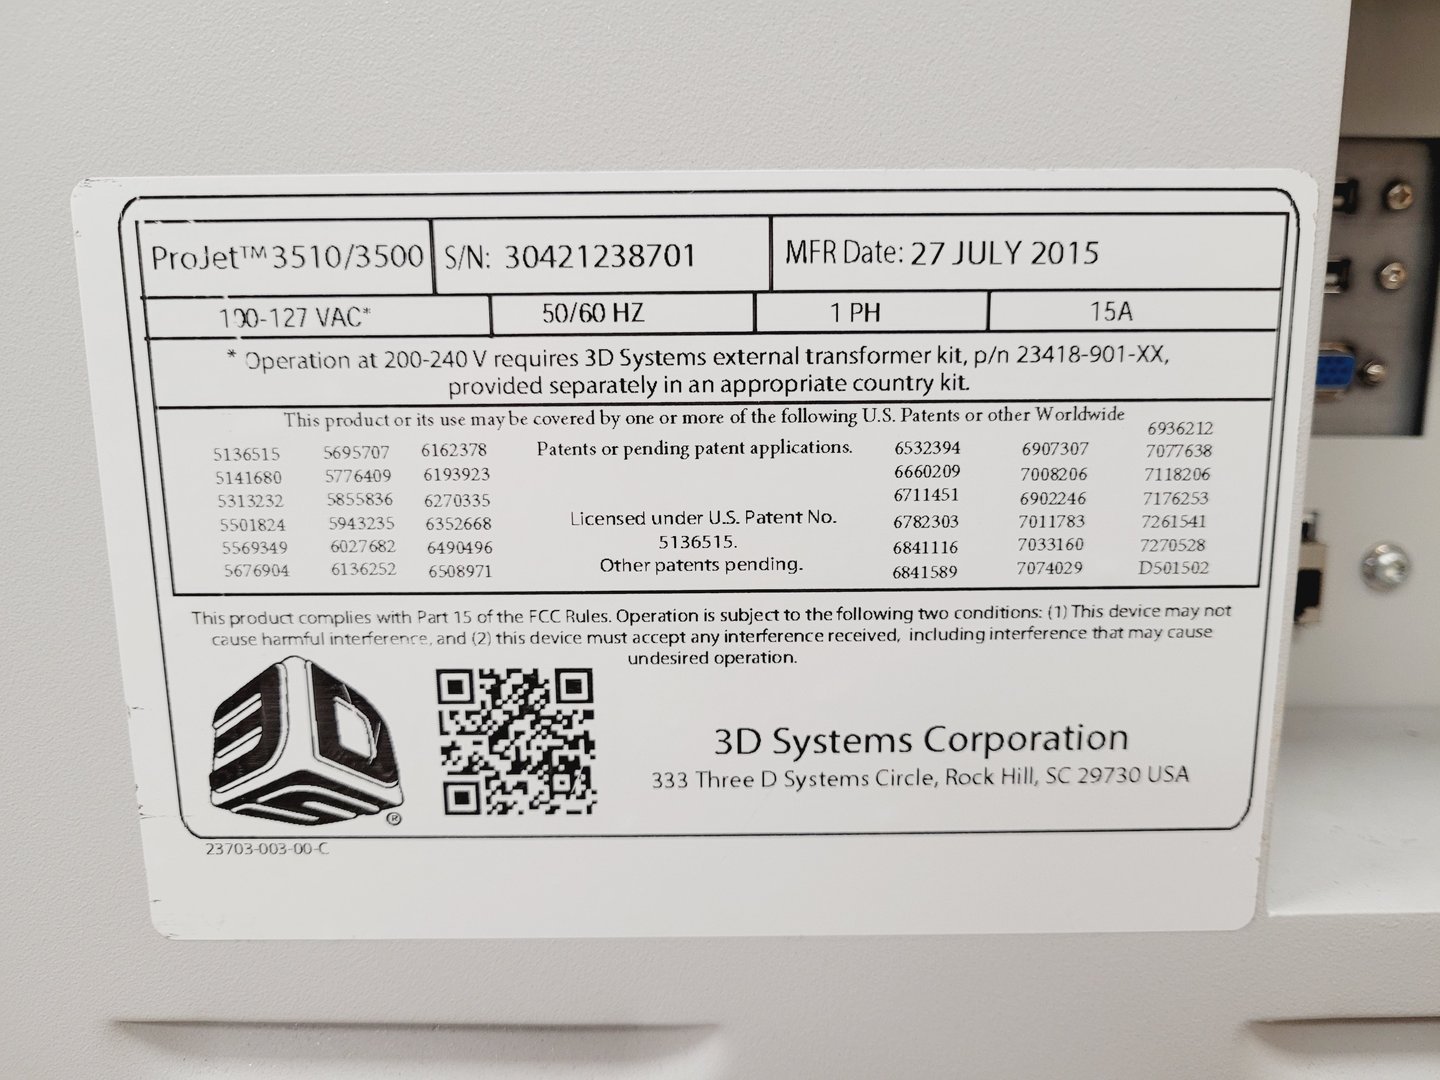 ProJet™ 3510/3500
S/N: 30421238701
MFR Date: 27 JULY 2015
100-127 VAC*
50/60 HZ
1 PH
15A
* Operation at 200-240 V requires 3D Systems external transformer kit, p/n 23418-901-XX,
provided separately in an appropriate country kit.
This product or its use may be covered by one or more of the following U.S. Patents or other Worldwide
Patents or pending patent applications.
5136515 5695707 6162378
5141680 5776409 6193923
5313232 5855836 6270335
5501824 5943235 6352668
5569349 6027682 6490496
5676904 6136252 6508971
Licensed under U.S. Patent No.
5136515.
Other patents pending.
6936212
6532394 6907307 7077638
6660209 7008206 7118206
6711451 6902246 7176253
6782303 7011783 7261541
6841116 7033160 7270528
6841589 7074029 D501502
This product complies with Part 15 of the FCC Rules. Operation is subject to the following two conditions: (1) This device may not
cause harmful interference, and (2) this device must accept any interference received, including interference that may cause
undesired operation.
3DS®
3D Systems Corporation
333 Three D Systems Circle, Rock Hill, SC 29730 USA
23703-003-00-C